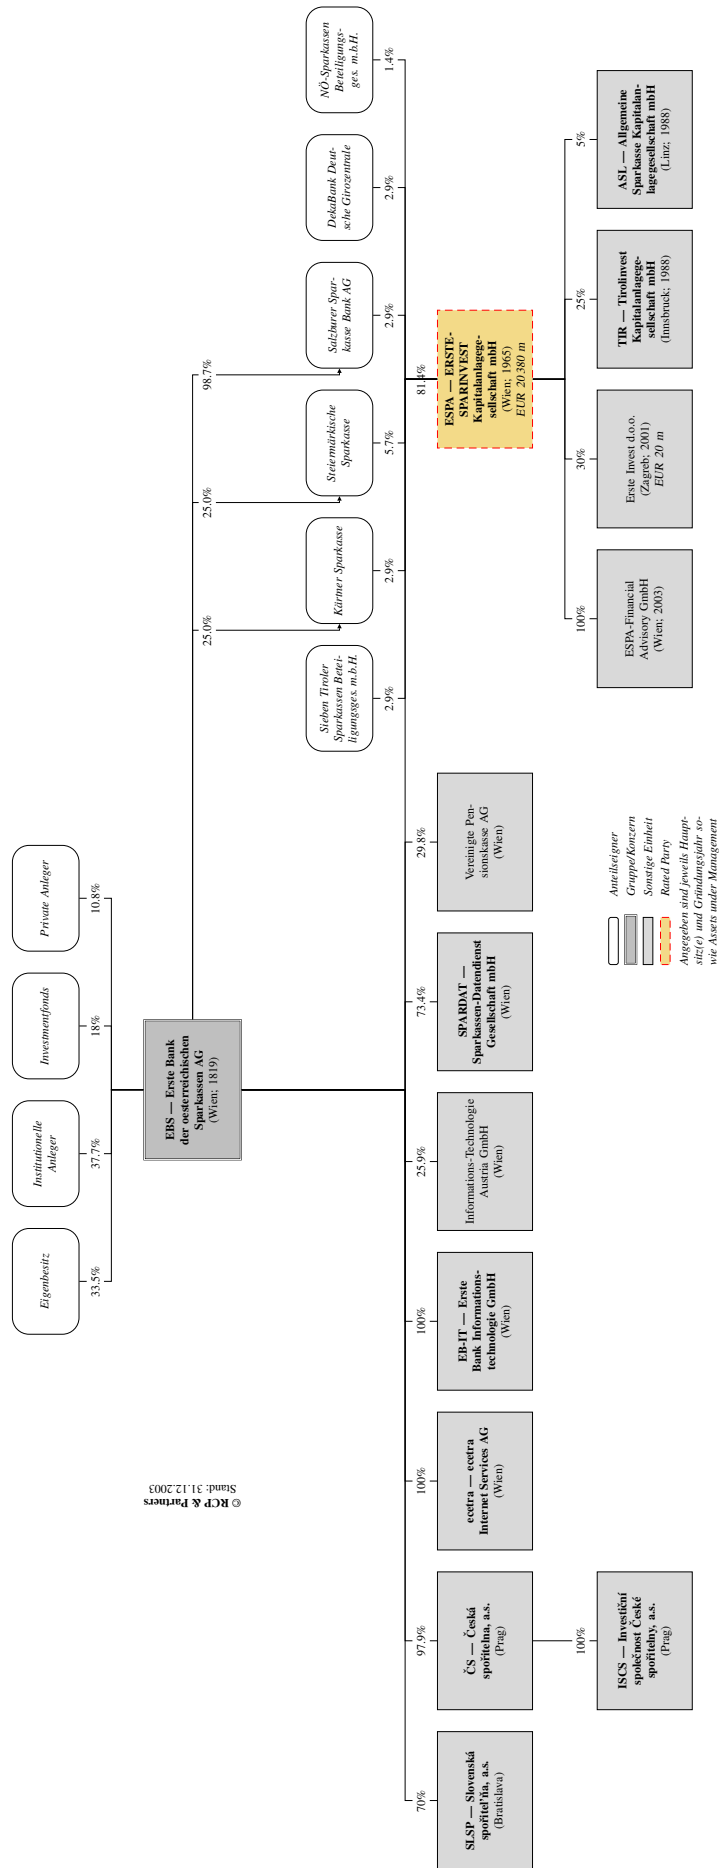 Eigenbesitz
33.5%
Institutionelle
Anleger
37.7%
Investmentfonds
18%
Private Anleger
10.8%
EBS — Erste Bank
der oesterreichischen
Sparkassen AG
(Wien; 1819)
© RCP & Partners
Stand: 31.12.2003
25.0%
25.0%
98.7%
Sieben Tiroler
Sparkassen Betei-
ligungsges. m.b.H.
2.9%
Kärtner Sparkasse
2.9%
Steiermärkische
Sparkasse
5.7%
Salzburer Spar-
kasse Bank AG
2.9%
DekaBank Deut-
sche Girozentrale
2.9%
NÖ-Sparkassen
Beteiligungs-
ges. m.b.H.
1.4%
70%
SLSP — Slovenská
sporiteľňa, a.s.
(Bratislava)
97.9%
ČS — Česká
spořitelna, a.s.
(Prag)
100%
ecetra — ecetra
Internet Services AG
(Wien)
100%
EB-IT — Erste
Bank Informations-
technologie GmbH
(Wien)
25.9%
Informations-Technologie
Austria GmbH
(Wien)
73.4%
SPARDAT —
Sparkassen-Datendienst
Gesellschaft mbH
(Wien)
29.8%
Vereinigte Pen-
sionskasse AG
(Wien)
81.4%
ESPA — ERSTE-
SPARINVEST
Kapitalanlagege-
sellschaft mbH
(Wien; 1965)
EUR 20 380 m
100%
ISCS — Investiční
společnost České
spořitelny, a.s.
(Prag)
100%
ESPA-Financial
Advisory GmbH
(Wien; 2003)
30%
Erste Invest d.o.o.
(Zagreb; 2001)
EUR 20 m
25%
TIR — Tirolinvest
Kapitalanlagege-
sellschaft mbH
(Innsbruck; 1988)
5%
ASL — Allgemeine
Sparkasse Kapitalan-
lagegesellschaft mbH
(Linz; 1988)
Anteilseigner
Gruppe/Konzern
Sonstige Einheit
Rated Party
Angegeben sind jeweils Haupt-
sitz(e) und Gründungsjahr so-
wie Assets under Management